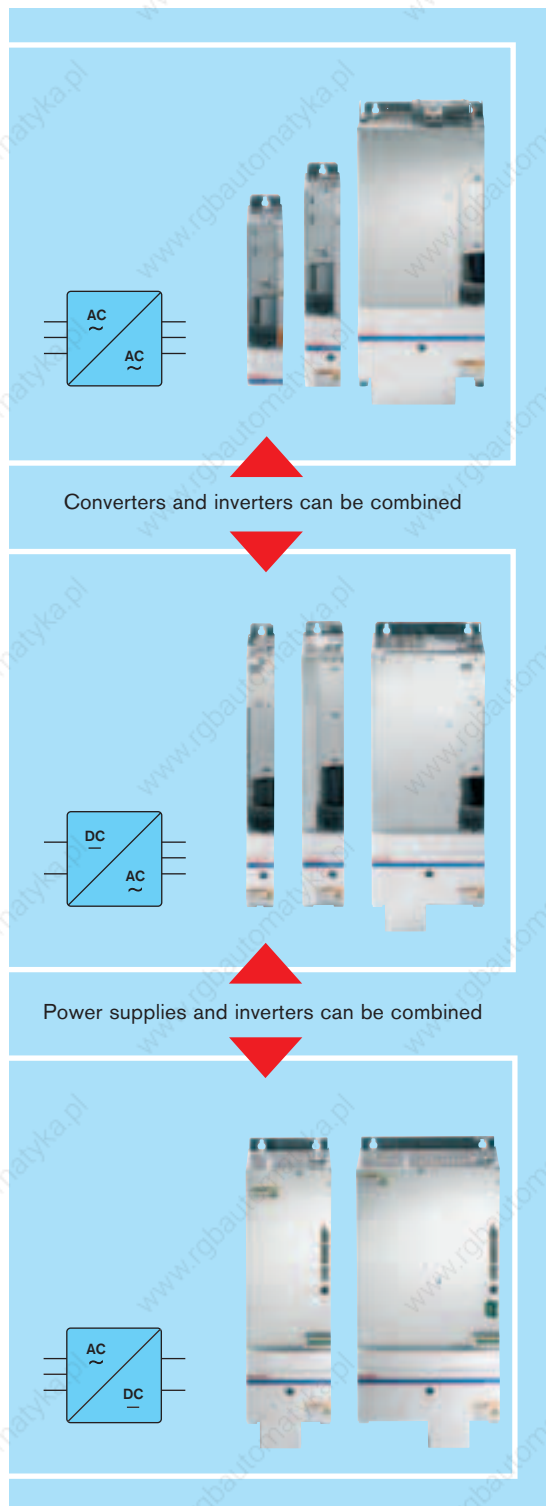 AC
~
AC
~
Converters and inverters can be combined
DC
—
AC
~
Power supplies and inverters can be combined
AC
~
DC
—
www.rgbautomatyka.pl